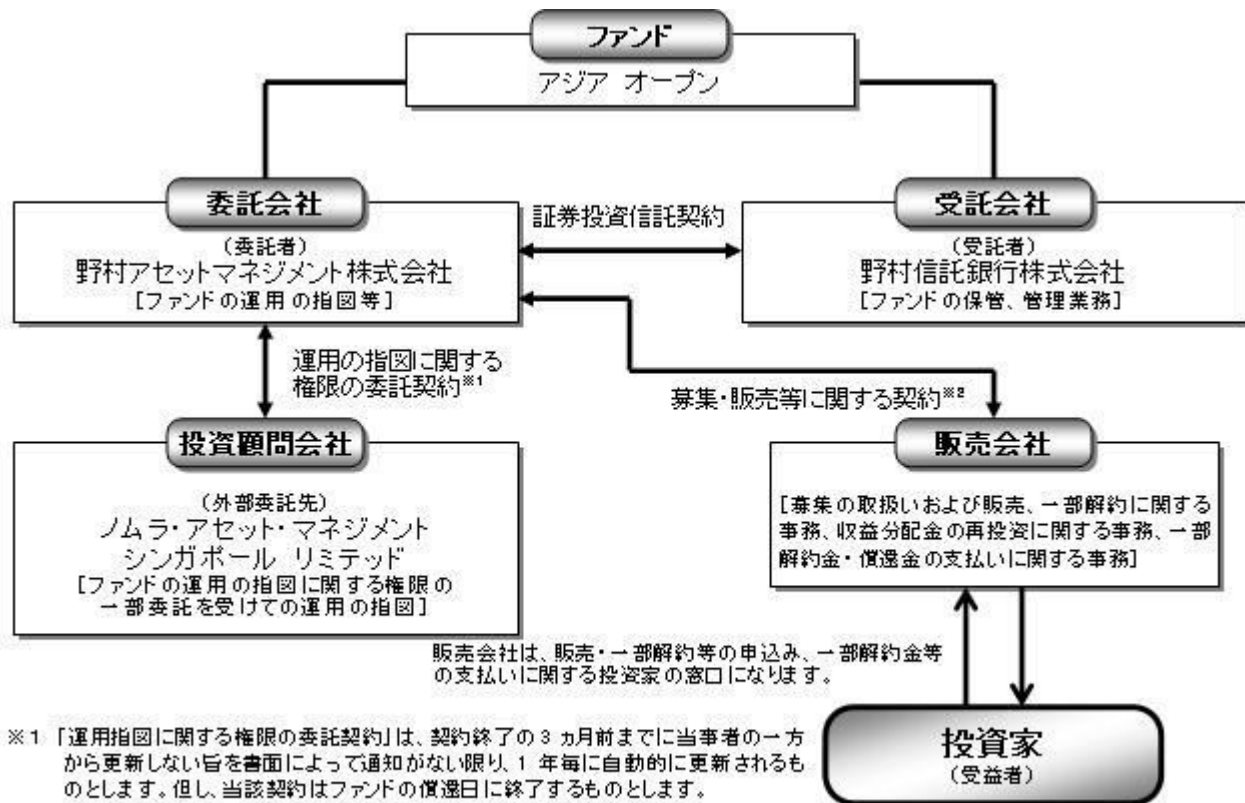 ファンド
アジア オープン
委託会社
(委託者)
野村アセットマネジメント株式会社
[ファンドの運用の指図等]
証券投資信託契約
受託会社
(受託者)
野村信託銀行株式会社
[ファンドの保管、管理業務]
運用の指図に関する
権限の委託契約※1
募集・販売等に関する契約※2
投資顧問会社
(外部委託先)
ノムラ・アセット・マネジメント
シンガポール リミテッド
[ファンドの運用の指図に関する権限の
一部委託を受けての運用の指図]
販売会社
[募集の取扱いおよび販売、一部解約に関する
事務、収益分配金の再投資に関する事務、一部
解約金・償還金の支払いに関する事務]
販売会社は、販売・一部解約等の申込み、一部解約金等
の支払いに関する投資家の窓口になります。
投資家
(受益者)
※1 「運用指図に関する権限の委託契約」は、契約終了の3ヵ月前までに当事者の一方
から更新しない旨を書面によって通知がない限り、1年毎に自動的に更新されるも
のとします。但し、当該契約はファンドの償還日に終了するものとします。